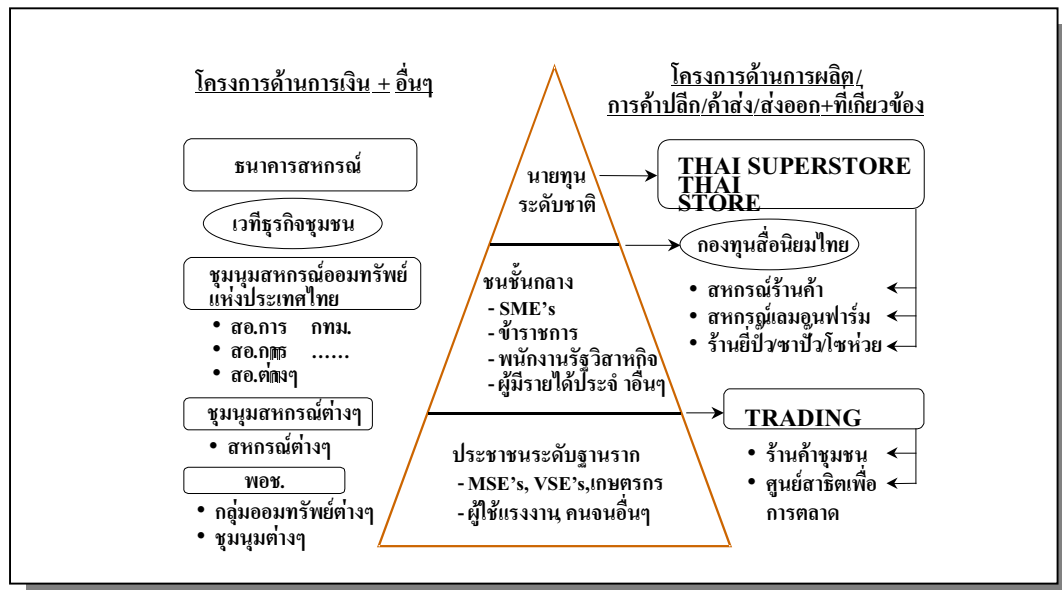 โครงการด้านการเงิน + อื่นๆ
ธนาคารสหกรณ์
เวทีธุรกิจชุมชน
ชุมนุมสหกรณ์ออมทรัพย์
แห่งประเทศไทย
• สอ.การ กทม.
• สอ.การ ......
• สอ.ต่างๆ
ชุมนุมสหกรณ์ต่างๆ
• สหกรณ์ต่างๆ
พอช.
• กลุ่มออมทรัพย์ต่างๆ
• ชุมนุมต่างๆ
นายทุน
ระดับชาติ
ชนชั้นกลาง
- SME's
- ข้าราชการ
- พนักงานรัฐวิสาหกิจ
- ผู้มีรายได้ประจำอื่นๆ
ประชาชนระดับฐานราก
- MSE's, VSE's,เกษตรกร
- ผู้ใช้แรงงาน, คนจนอื่นๆ
โครงการด้านการผลิต/
การค้าปลีก/ค้าส่ง/ส่งออก+ที่เกี่ยวข้อง
THAI SUPERSTORE
THAI
STORE
กองทุนสื่อนิยมไทย
• สหกรณ์ร้านค้า
• สหกรณ์เลมอนฟาร์ม
• ร้านยี่ปั๊ว/ซาปั๊ว/โชห่วย
TRADING
• ร้านค้าชุมชน
• ศูนย์สาธิตเพื่อ
การตลาด